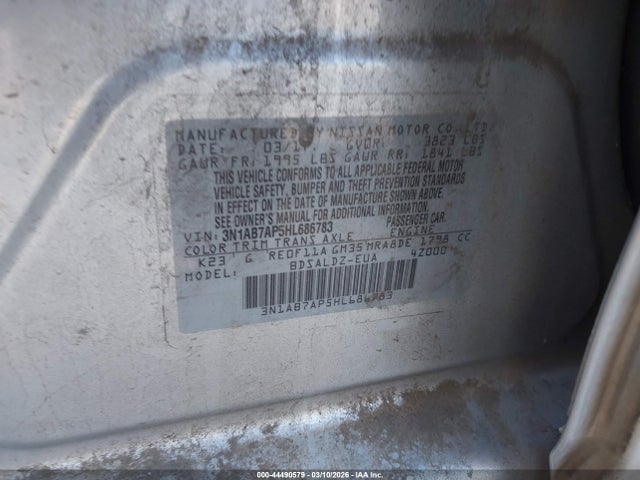 MANUFACTURED BY NISSAN MOTOR CO.,LTD.
DATE: 03/1 GVWR: 3823 LBS
GAWR FR: 1995 LBS GAWR RR: 1841 LBS
THIS VEHICLE CONFORMS TO ALL APPLICABLE FEDERAL MOTOR
VEHICLE SAFETY, BUMPER AND THEFT PREVENTION STANDARDS
IN EFFECT ON THE DATE OF MANUFACTURE SHOWN ABOVE.
SEE OWNER'S MANUAL FOR ADDITIONAL INFORMATION
VIN: 3N1AB7AP5HL686783 PASSENGER CAR.
COLOR TRIM TRANS AXLE ENGINE
K23 G RE0F11A GM35 MRA8DE 1798 CC
MODEL: BDSALDZ-EUA 42000
3N1AB7AP5HL686783
000-44490579 | 03/10/2026 - IAA Inc.